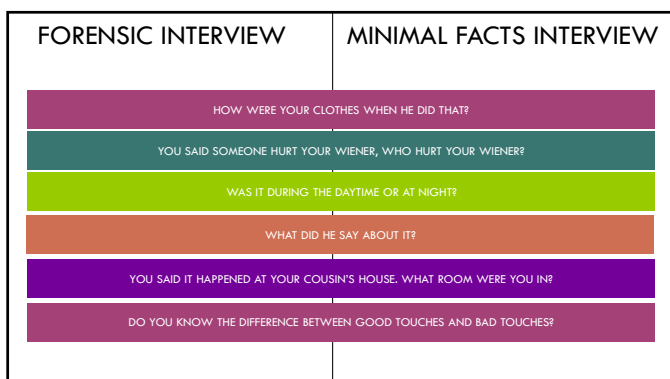 FORENSIC INTERVIEW
MINIMAL FACTS INTERVIEW
HOW WERE YOUR CLOTHES WHEN HE DID THAT?
YOU SAID SOMEONE HURT YOUR WIENER, WHO HURT YOUR WIENER?
WAS IT DURING THE DAYTIME OR AT NIGHT?
WHAT DID HE SAY ABOUT IT?
YOU SAID IT HAPPENED AT YOUR COUSIN'S HOUSE. WHAT ROOM WERE YOU IN?
DO YOU KNOW THE DIFFERENCE BETWEEN GOOD TOUCHES AND BAD TOUCHES?